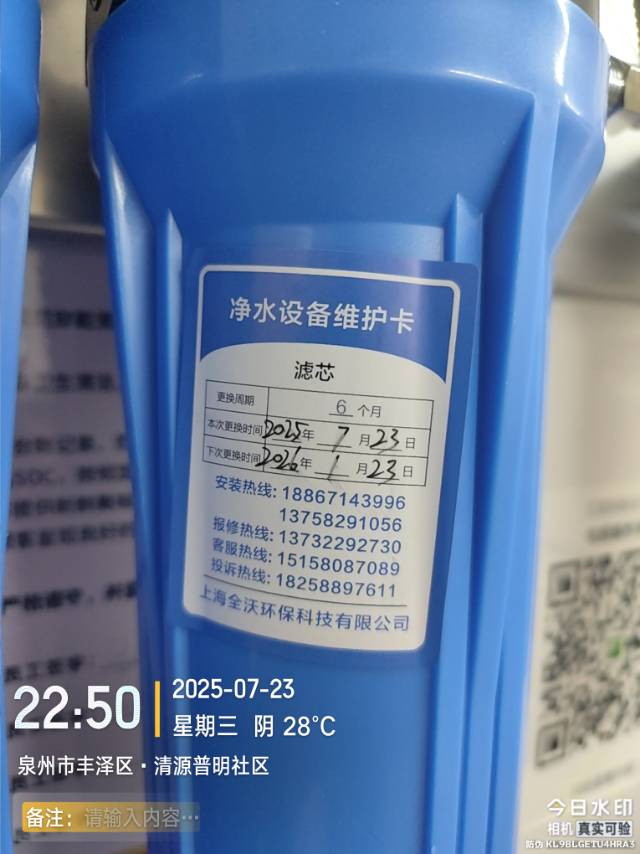 净水设备维护卡
滤芯
更换周期 6 个月
本次更换时间 2025 年 7 月 23 日
下次更换时间 2026 年 1 月 23 日
安装热线: 18867143996
13758291056
报修热线: 13732292730
客服热线: 15158087089
投诉热线: 18258897611
上海全沃环保科技有限公司
22:50
2025-07-23
星期三 阴 28°C
泉州市丰泽区·清源普明社区
备注: 请输入内容…
今日水印
相机 真实可验
防伪 KL9BLGETU4HRA3